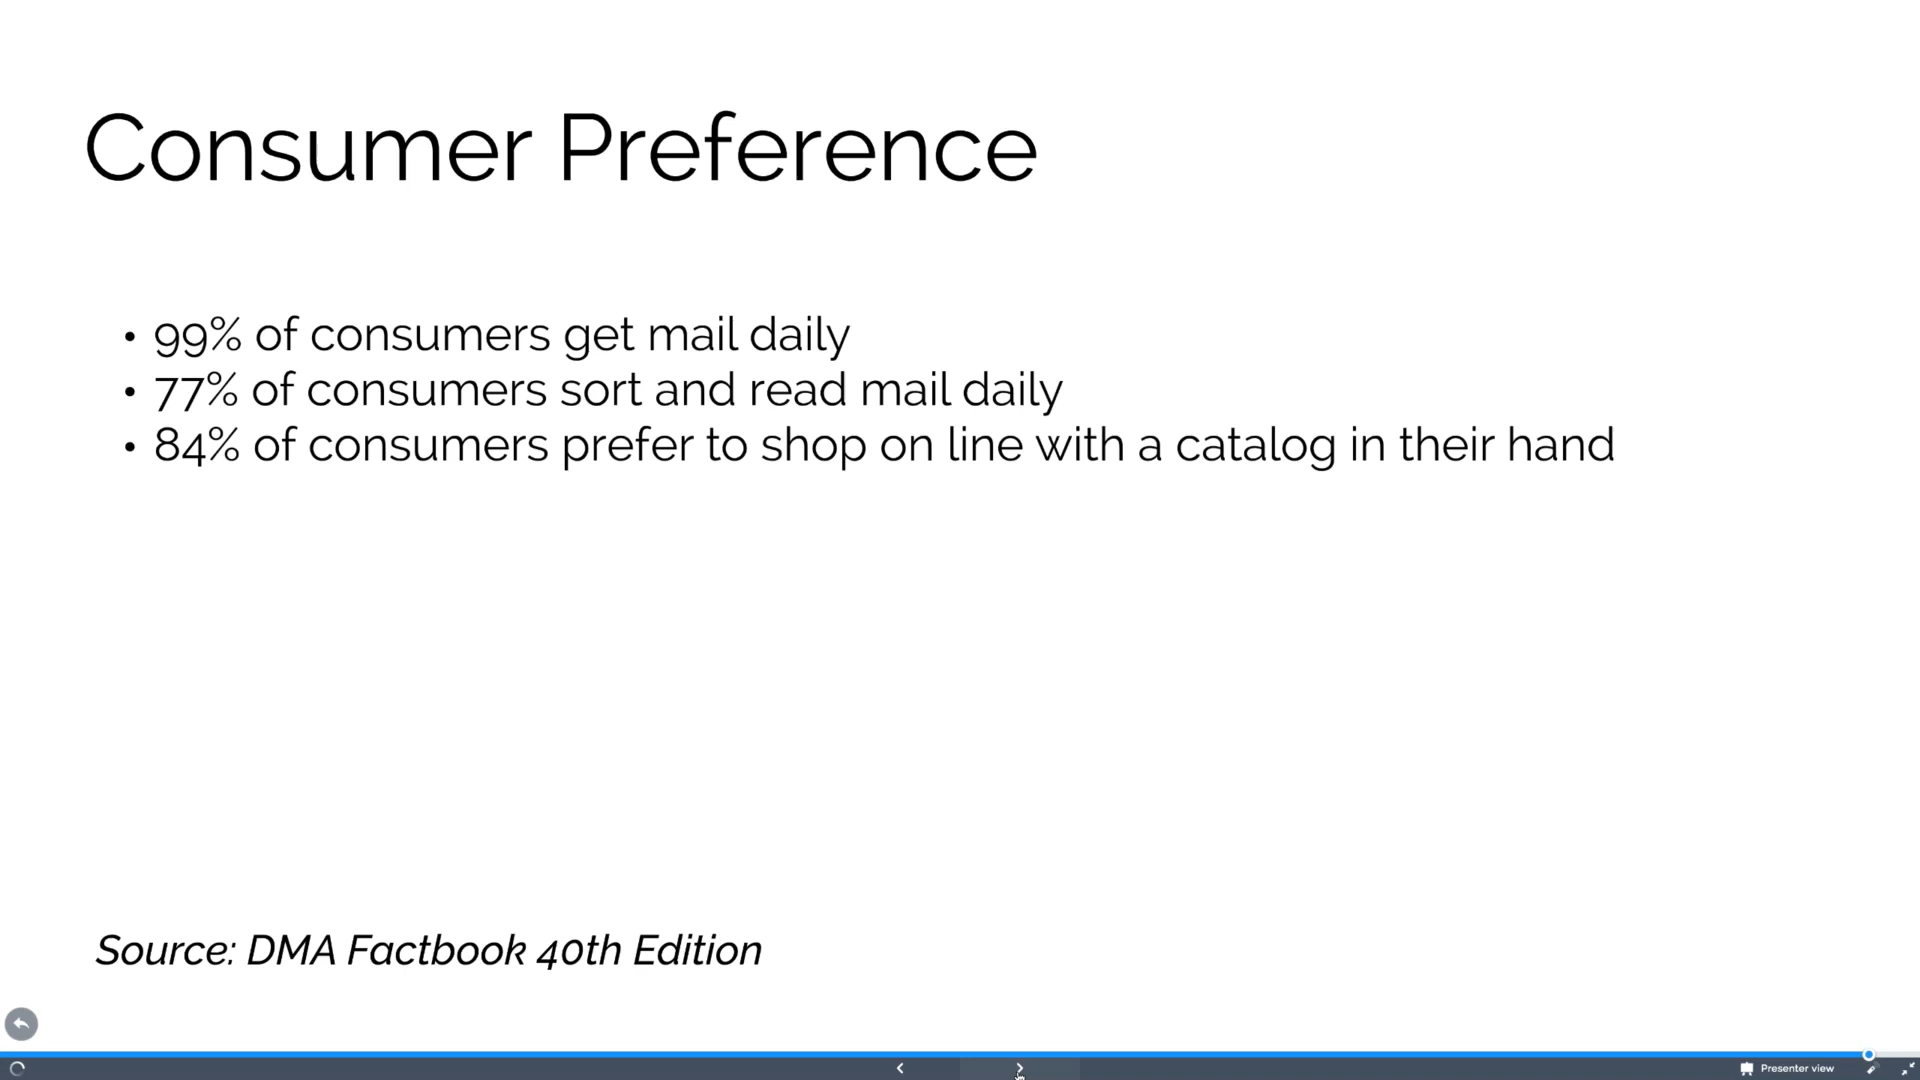 Consumer Preference
• 99% of consumers get mail daily
• 77% of consumers sort and read mail daily
• 84% of consumers prefer to shop on line with a catalog in their hand
Source: DMA Factbook 40th Edition
Presenter view